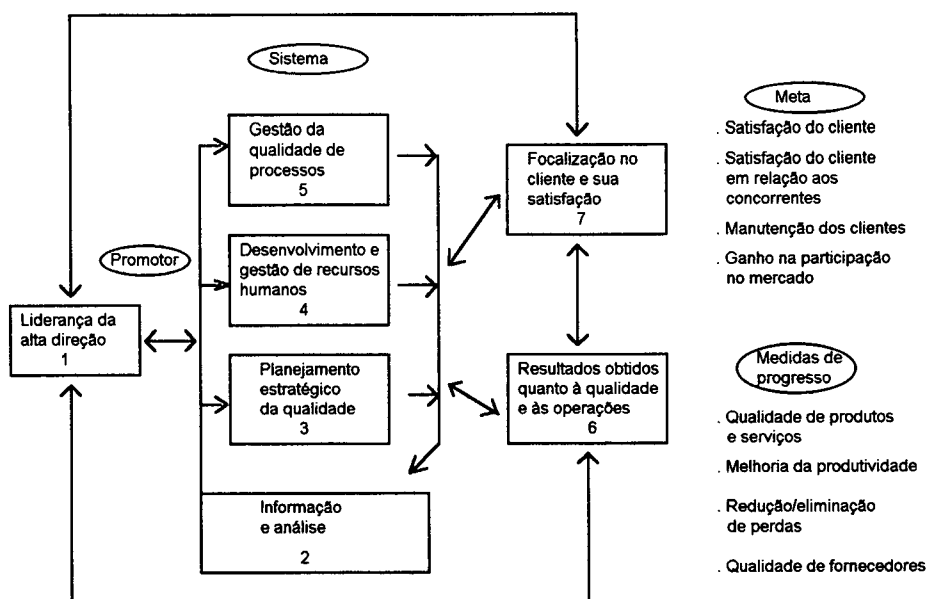 Sistema
Gestão da
qualidade de
processos
5
Promotor
Desenvolvimento e
gestão de recursos
humanos
4
Liderança da
alta direção
1
Planejamento
estratégico
da qualidade
3
Informação
e análise
2
Focalização no
cliente e sua
satisfação
7
Resultados obtidos
quanto à qualidade
e às operações
6
Meta
. Satisfação do cliente
. Satisfação do cliente
em relação aos
concorrentes
. Manutenção dos clientes
. Ganho na participação
no mercado
Medidas de
progresso
. Qualidade de produtos
e serviços
. Melhoria da produtividade
. Redução/eliminação
de perdas
. Qualidade de fornecedores